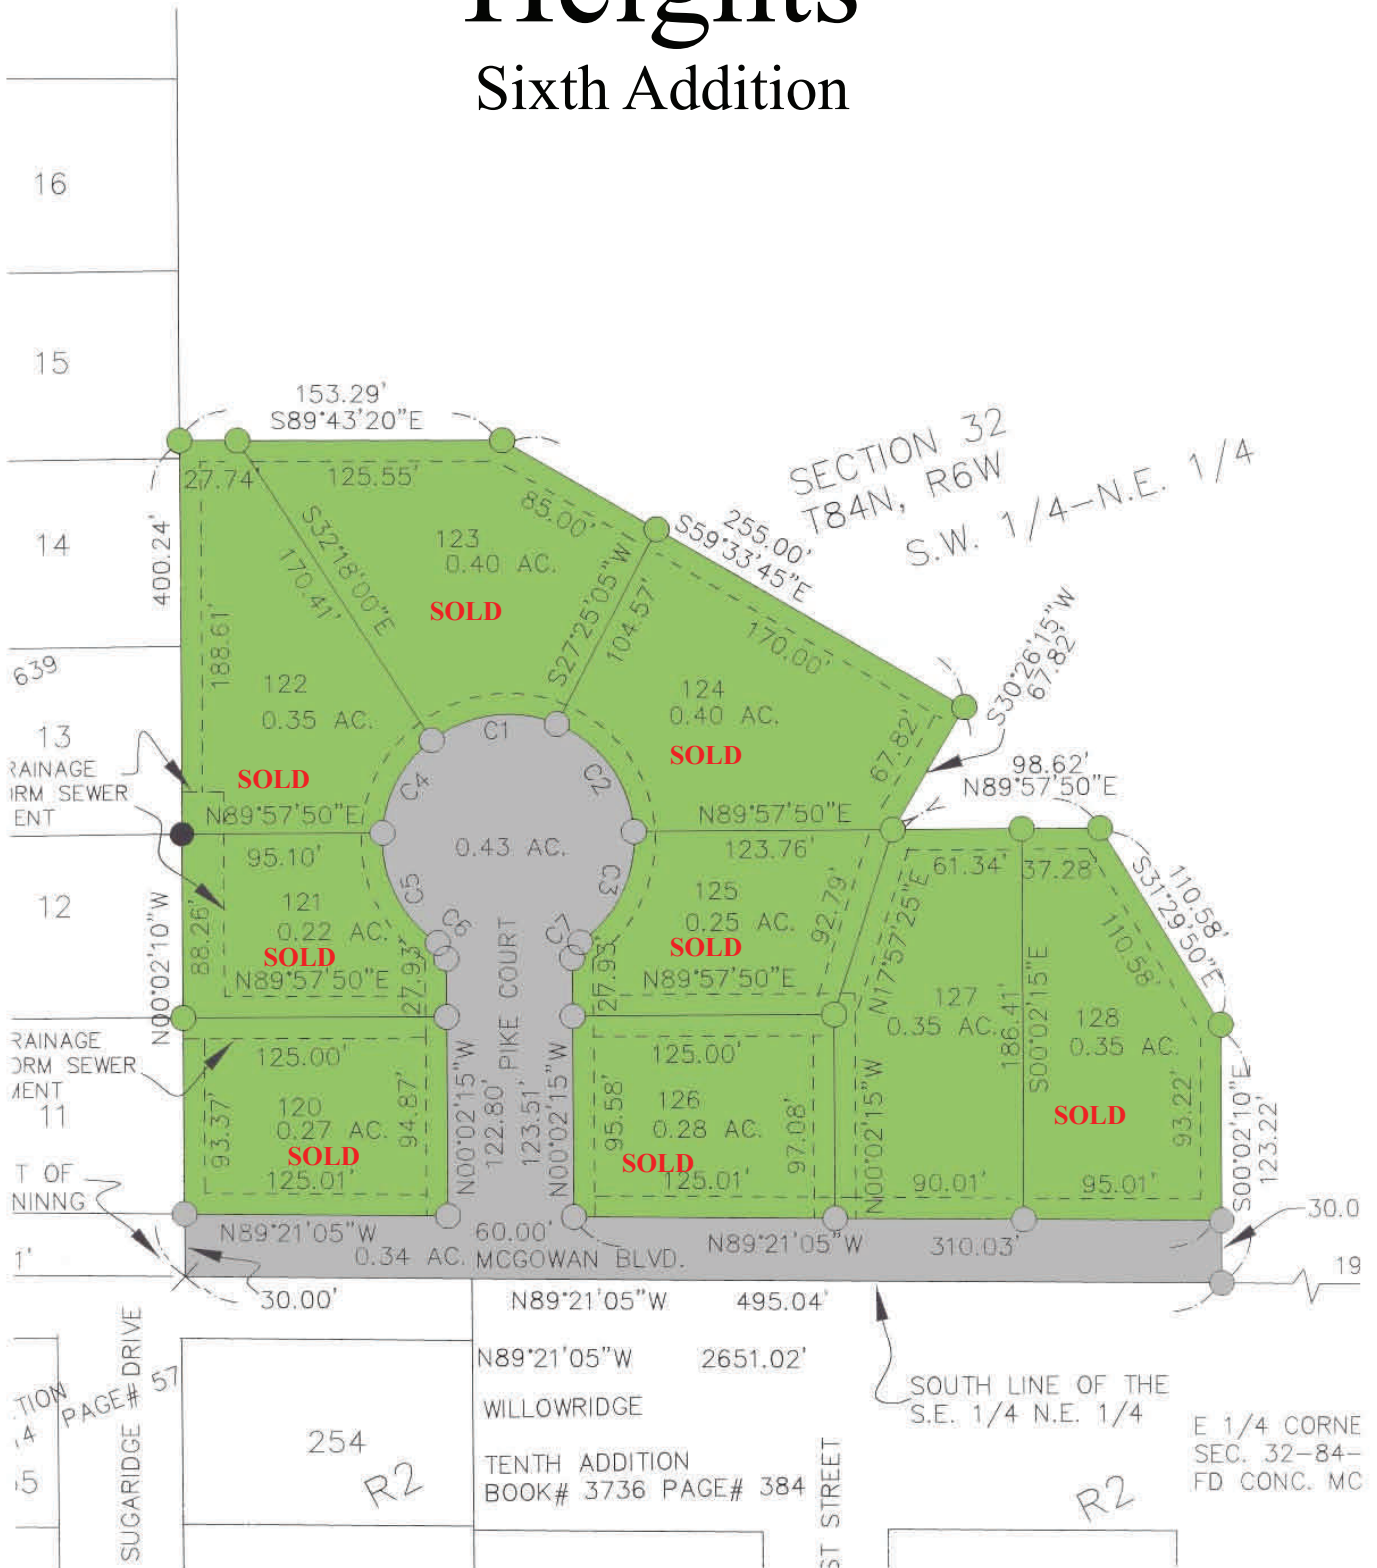 Heights
Sixth Addition
16
15
14
639
13
12
11
153.29'
S89°43'20"E
27.74'
125.55'
85.00'
255.00'
S59°33'45"E
SECTION 32
T84N, R6W
S.W. 1/4-N.E. 1/4
400.24'
188.61'
S32°18'00"E
170.41'
123
0.40 AC.
SOLD
S27°25'05"W
104.57'
170.00'
S30°26'15"W
67.82'
122
0.35 AC.
SOLD
124
0.40 AC.
SOLD
67.82'
C1
C2
C3
C4
C5
C6
C7
0.43 AC.
98.62'
N89°57'50"E
N89°57'50"E
95.10'
N89°57'50"E
123.76'
61.34'
37.28'
S31°29'50"E
110.58'
110.58'
N00°02'10"W
88.26'
121
0.22 AC.
SOLD
N89°57'50"E
27.93'
PIKE COURT
125
0.25 AC.
SOLD
N89°57'50"E
27.93'
92.79'
N17°57'25"E
127
0.35 AC.
186.41'
S00°02'15"E
128
0.35 AC.
SOLD
93.22'
S00°02'10"E
123.22'
125.00'
120
0.27 AC.
SOLD
93.37'
94.87'
125.01'
N00°02'15"W
122.80'
123.51'
N00°02'15"W
125.00'
126
0.28 AC.
SOLD
95.58'
97.08'
125.01'
N00°02'15"W
90.01'
95.01'
RAINAGE
RM SEWER
ENT
RAINAGE
ORM SEWER
MENT
T OF
NINNG
N89°21'05"W
60.00'
N89°21'05"W
310.03'
0.34 AC. MCGOWAN BLVD.
30.0
19
1'
30.00'
N89°21'05"W 495.04'
N89°21'05"W 2651.02'
WILLOWRIDGE
TENTH ADDITION
BOOK# 3736 PAGE# 384
SOUTH LINE OF THE
S.E. 1/4 N.E. 1/4
E 1/4 CORNE
SEC. 32-84-
FD CONC. MC
SUGARIDGE DRIVE
TION
PAGE# 57
254
R2
R2
ST STREET